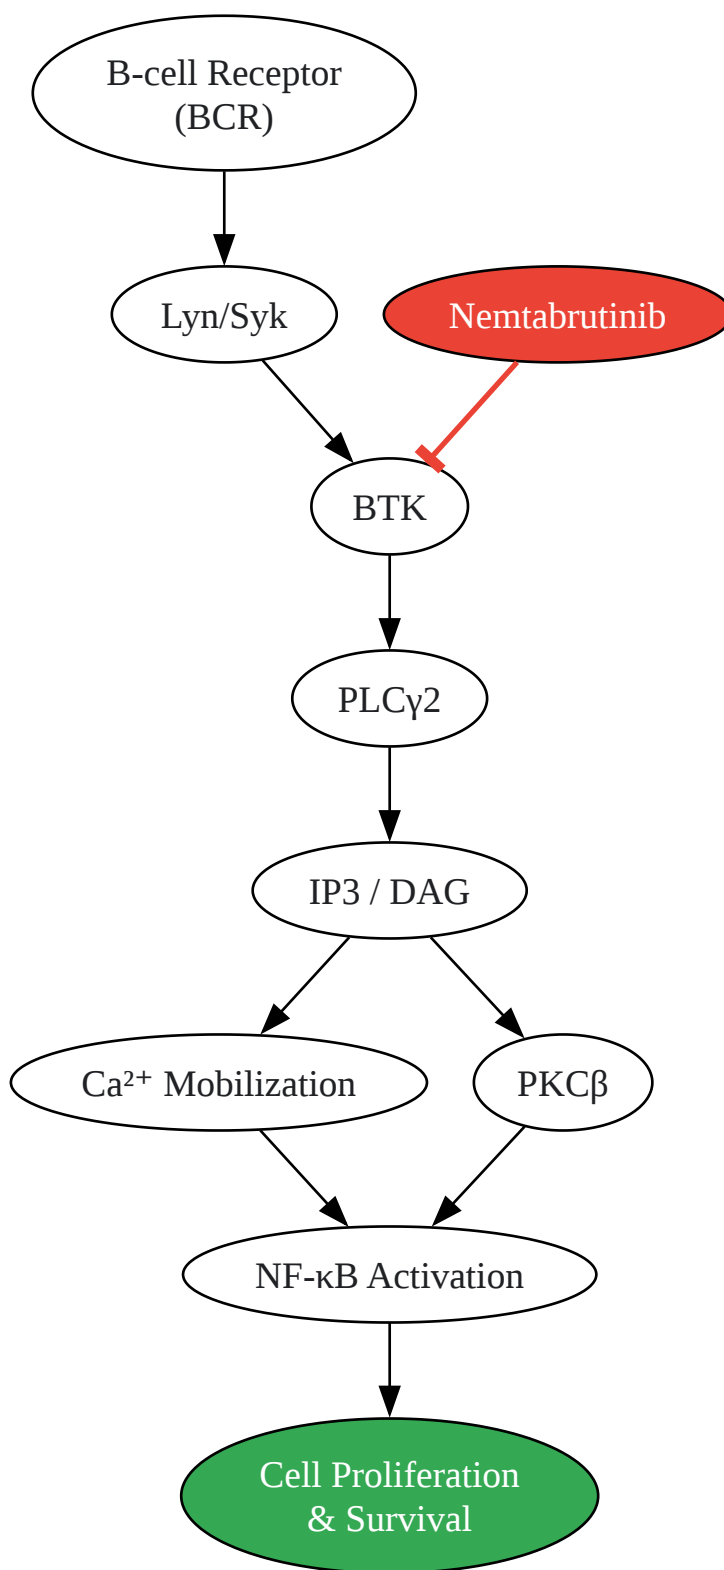 B-cell Receptor
(BCR)
Lyn/Syk
Nemtabrutinib
BTK
PLCγ2
IP3 / DAG
Ca²⁺ Mobilization
PKCβ
NF-κB Activation
Cell Proliferation
& Survival